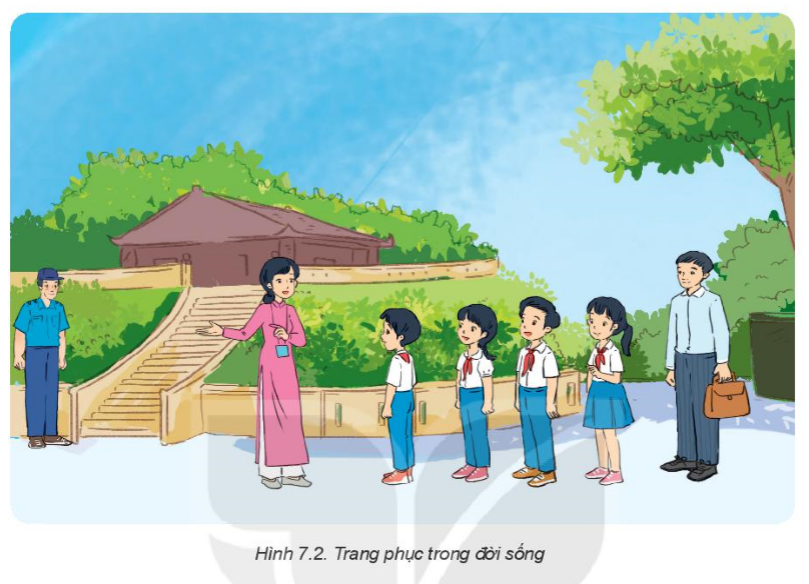 Hình 7.2. Trang phục trong đời sống